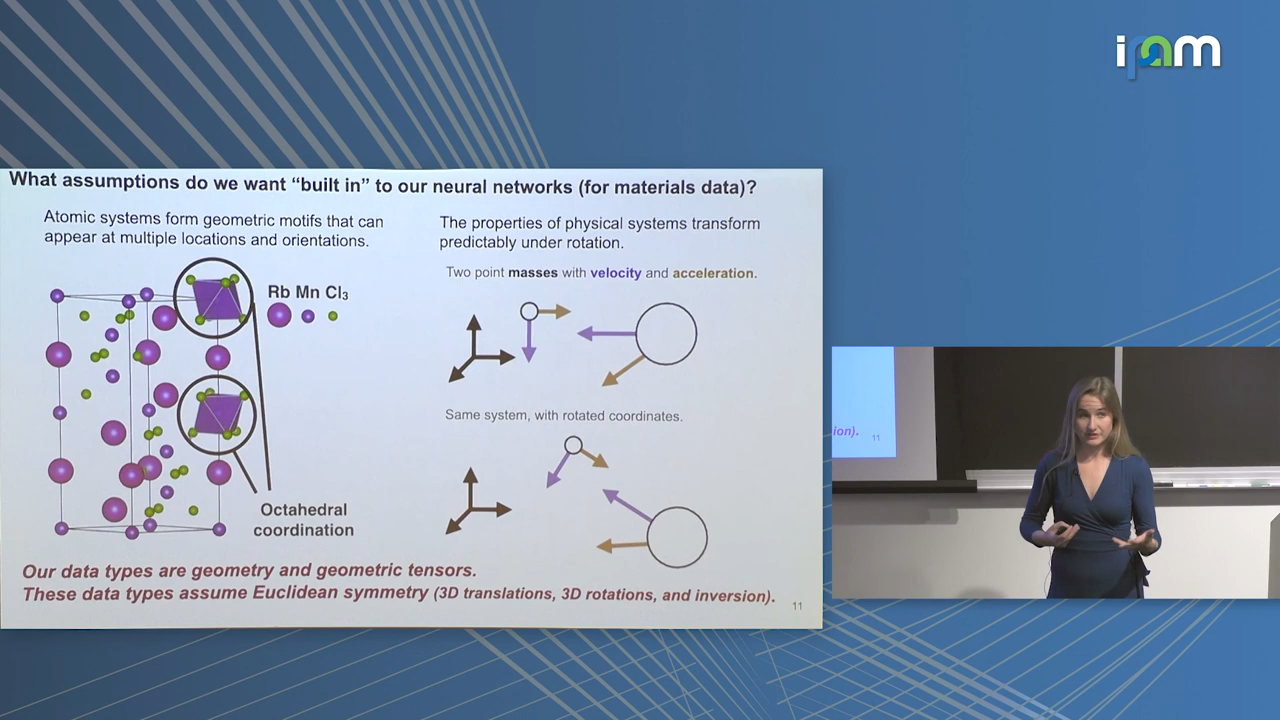 ipam
What assumptions do we want “built in” to our neural networks (for materials data)?
Atomic systems form geometric motifs that can
appear at multiple locations and orientations.
Rb Mn Cl₃
Octahedral
coordination
The properties of physical systems transform
predictably under rotation.
Two point masses with velocity and acceleration.
Same system, with rotated coordinates.
Our data types are geometry and geometric tensors.
These data types assume Euclidean symmetry (3D translations, 3D rotations, and inversion).
11
ion).
11